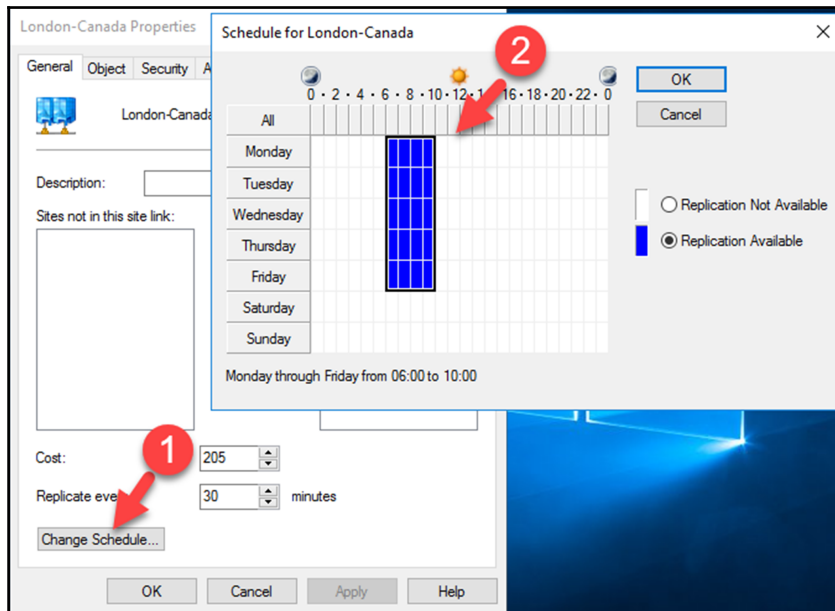 London-Canada Properties
General Object Security A
London-Canada
Description:
Sites not in this site link:
Cost: 205
Replicate eve 30 minutes
Change Schedule...
OK Cancel Apply Help
1
Schedule for London-Canada
2
0 · 2 · 4 · 6 · 8 · 10 · 12 · 14 16 · 18 · 20 · 22 · 0
All
Monday
Tuesday
Wednesday
Thursday
Friday
Saturday
Sunday
Monday through Friday from 06:00 to 10:00
OK
Cancel
Replication Not Available
Replication Available